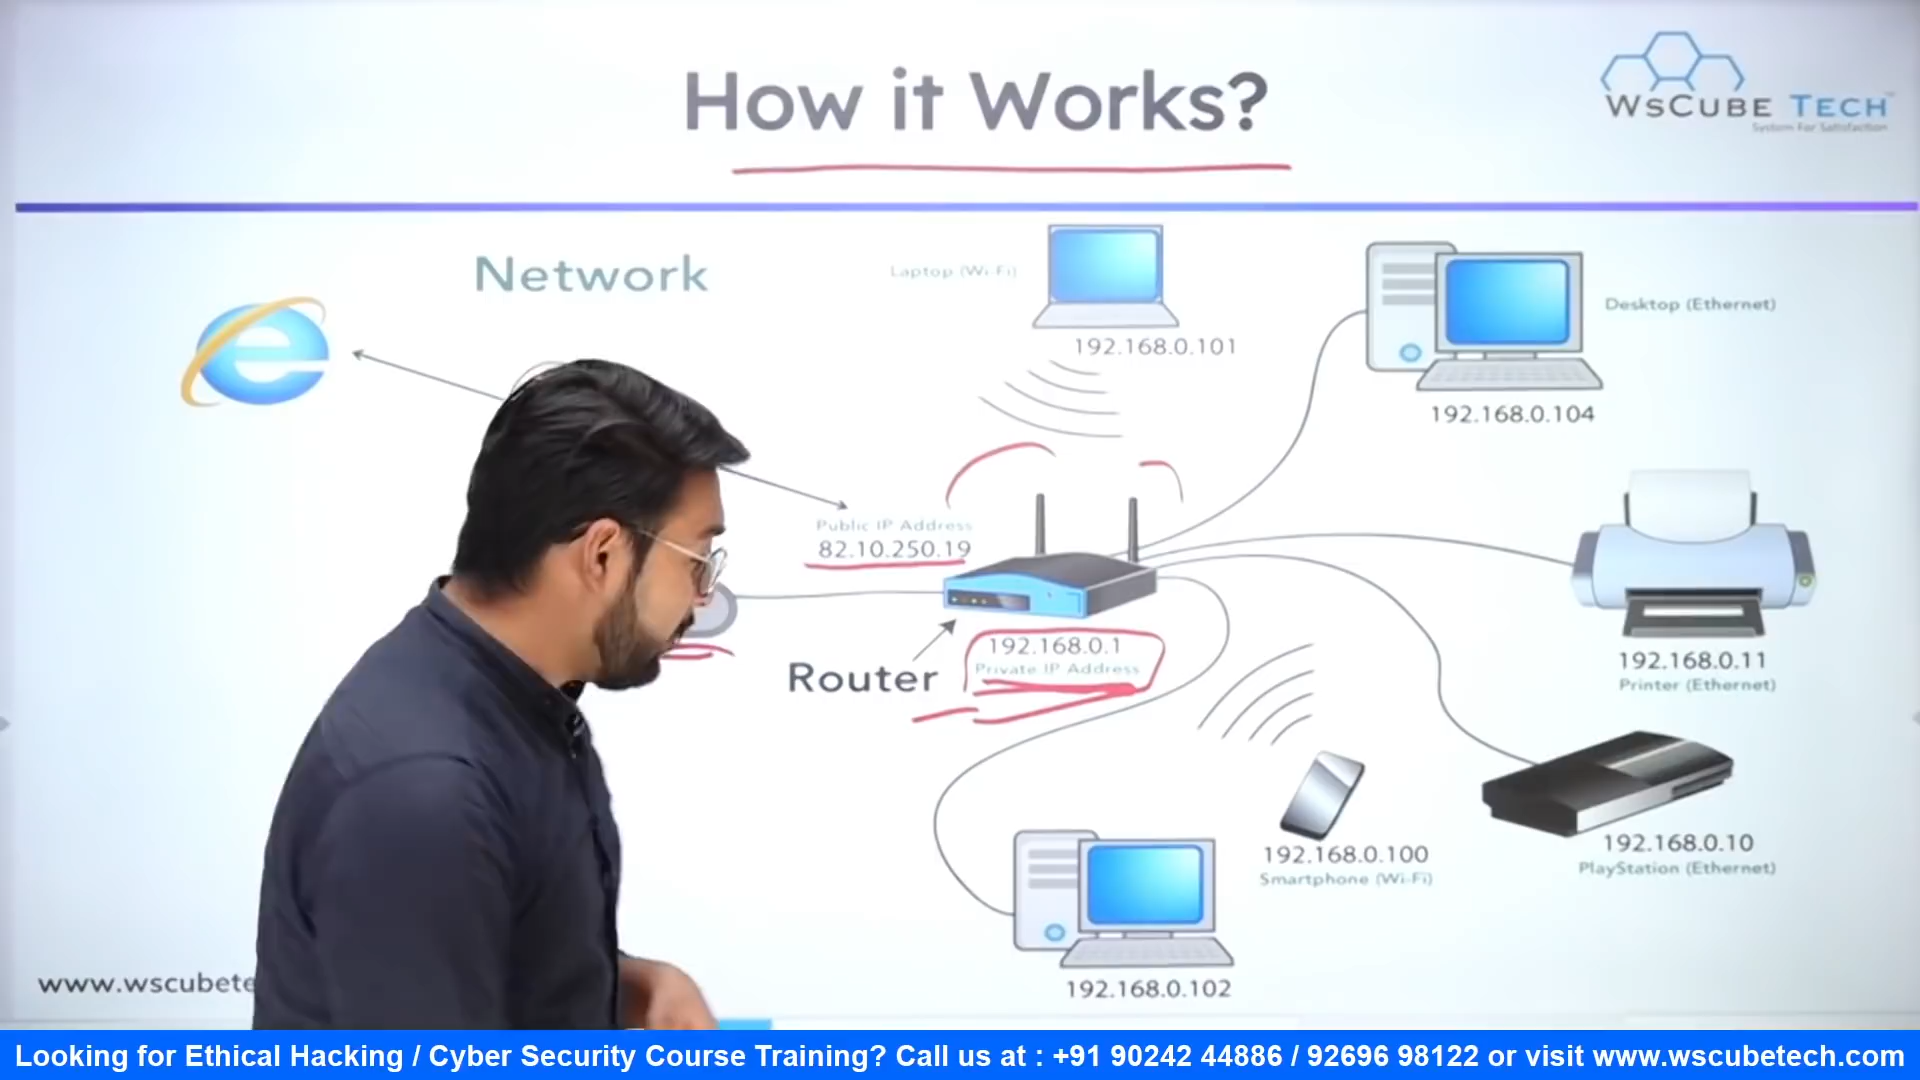 How it Works?
WsCube Tech
System For Satisfaction
Network
Laptop (Wi-Fi)
192.168.0.101
Desktop (Ethernet)
192.168.0.104
Public IP Address
82.10.250.19
192.168.0.1
Private IP Address
Router
192.168.0.11
Printer (Ethernet)
192.168.0.10
PlayStation (Ethernet)
192.168.0.100
Smartphone (Wi-Fi)
192.168.0.102
www.wscubete
Looking for Ethical Hacking / Cyber Security Course Training? Call us at : +91 90242 44886 / 92696 98122 or visit www.wscubetech.com